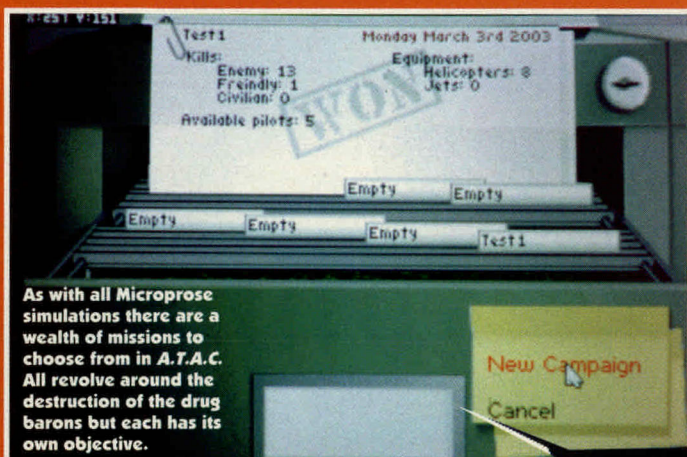 X:257 Y:151
Test1
Monday March 3rd 2003
Kills:
Enemy: 13
Freindly: 1
Civilian: 0
Available pilots: 5
Equipment:
Helicopters: 8
Jets: 0
WON
Empty
Empty
Empty
Empty
Empty
Test1
As with all Microprose
simulations there are a
wealth of missions to
choose from in A.T.A.C.
All revolve around the
destruction of the drug
barons but each has its
own objective.
New Campaign
Cancel